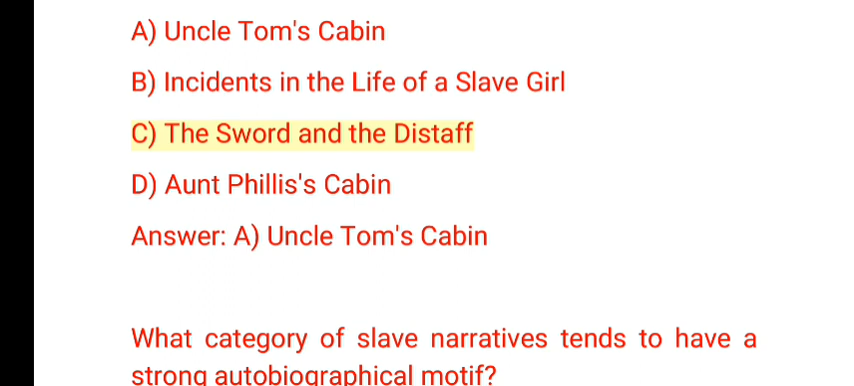 A) Uncle Tom's Cabin
B) Incidents in the Life of a Slave Girl
C) The Sword and the Distaff
D) Aunt Phillis's Cabin
Answer: A) Uncle Tom's Cabin
What category of slave narratives tends to have a
strong autobiographical motif?